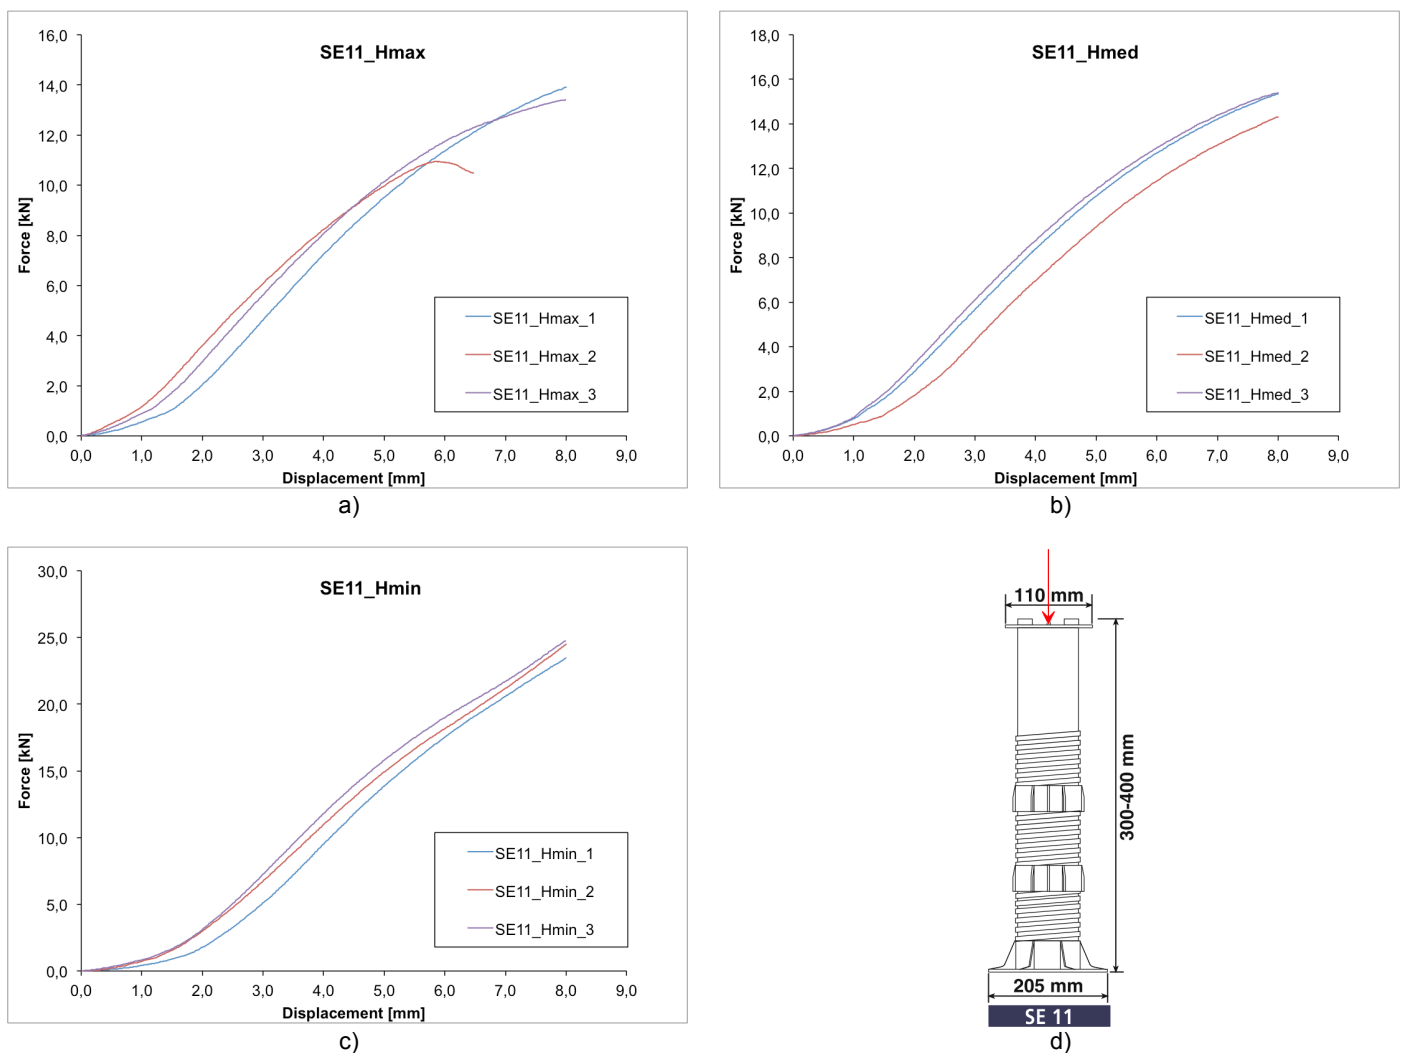 SE11_Hmax
16,0
14,0
12,0
10,0
8,0
6,0
4,0
2,0
0,0
Force [kN]
0,0 1,0 2,0 3,0 4,0 5,0 6,0 7,0 8,0 9,0
Displacement [mm]
SE11_Hmax_1
SE11_Hmax_2
SE11_Hmax_3
a)
SE11_Hmed
18,0
16,0
14,0
12,0
10,0
8,0
6,0
4,0
2,0
0,0
Force [kN]
0,0 1,0 2,0 3,0 4,0 5,0 6,0 7,0 8,0 9,0
Displacement [mm]
SE11_Hmed_1
SE11_Hmed_2
SE11_Hmed_3
b)
SE11_Hmin
30,0
25,0
20,0
15,0
10,0
5,0
0,0
Force [kN]
0,0 1,0 2,0 3,0 4,0 5,0 6,0 7,0 8,0 9,0
Displacement [mm]
SE11_Hmin_1
SE11_Hmin_2
SE11_Hmin_3
c)
110 mm
300-400 mm
205 mm
SE 11
d)